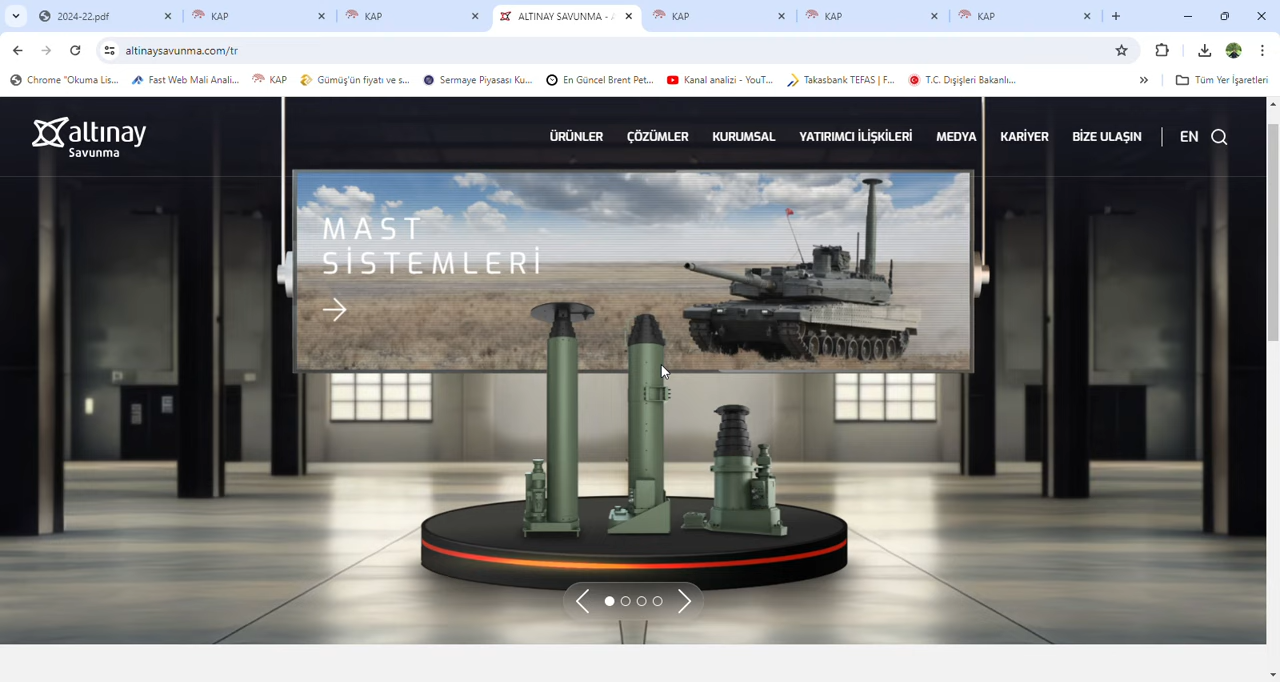 2024-22.pdf
KAP
KAP
ALTINAY SAVUNMA -
KAP
KAP
KAP
altinaysavunma.com/tr
Chrome "Okuma Lis...
Fast Web Mali Anali...
KAP
Gümüş'ün fiyatı ve s...
Sermaye Piyasası Ku...
En Güncel Brent Pet...
Kanal analizi - YouT...
Takasbank TEFAS | F...
T.C. Dışişleri Bakanlı...
Tüm Yer İşaretleri
altınay
Savunma
ÜRÜNLER
ÇÖZÜMLER
KURUMSAL
YATIRIMCI İLİŞKİLERİ
MEDYA
KARİYER
BİZE ULAŞIN
EN
MAST
SİSTEMLERİ